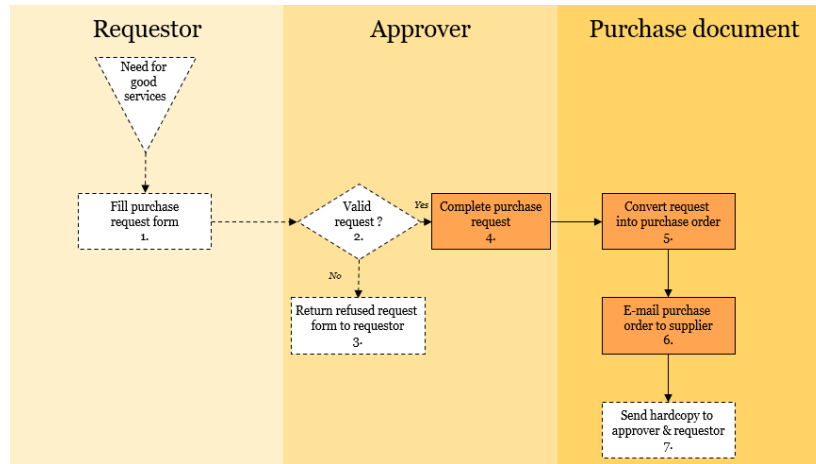 Requestor
Approver
Purchase document
Need for
good
services
Fill purchase
request form
1.
Valid
request ?
2.
Yes
No
Complete purchase
request
4.
Convert request
into purchase order
5.
Return refused request
form to requestor
3.
E-mail purchase
order to supplier
6.
Send hardcopy to
approver & requestor
7.